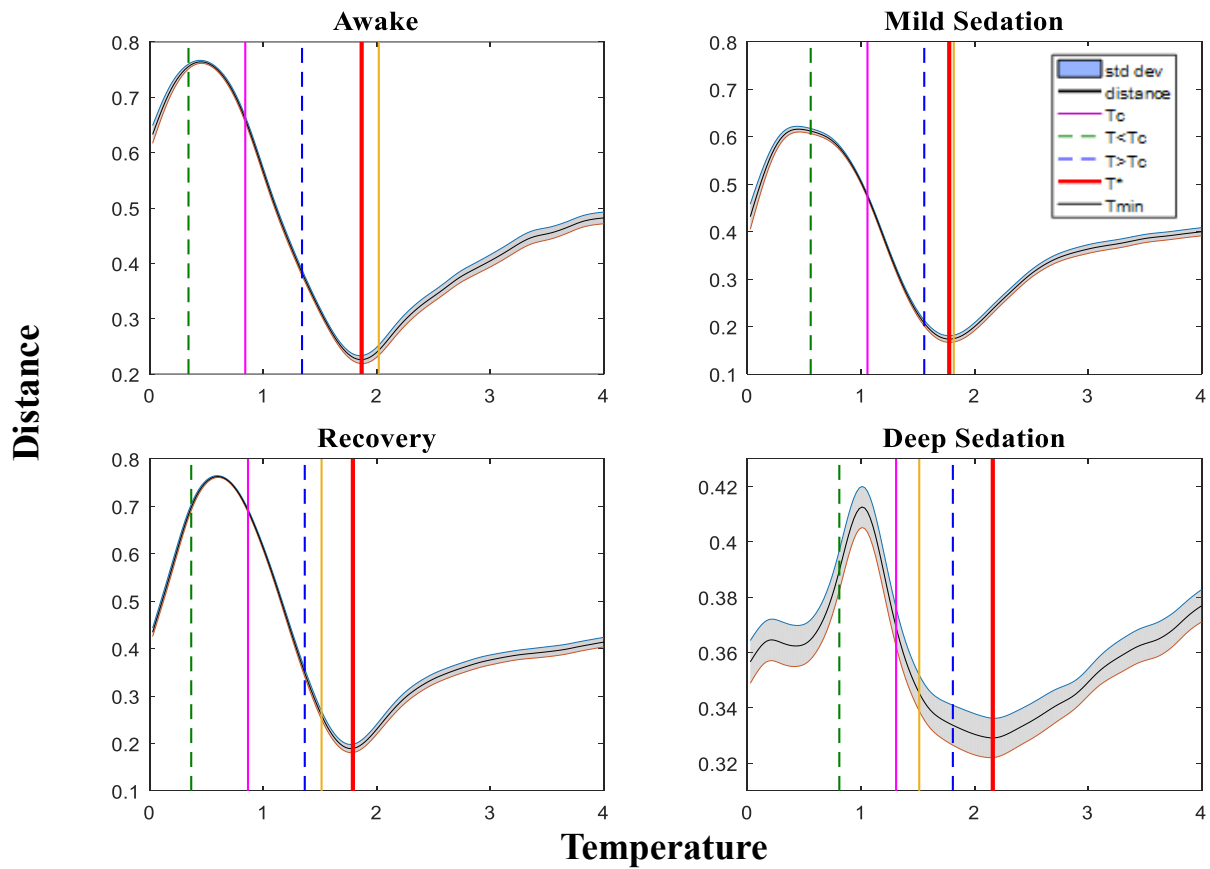 Awake
0.8
0.7
0.6
0.5
0.4
0.3
0.2
0 1 2 3 4
Mild Sedation
0.8
0.7
0.6
0.5
0.4
0.3
0.2
0.1
0 1 2 3 4
std dev
distance
Tc
T<Tc
T>Tc
T*
Tmin
Distance
Recovery
0.8
0.7
0.6
0.5
0.4
0.3
0.2
0.1
0 1 2 3 4
Deep Sedation
0.42
0.4
0.38
0.36
0.34
0.32
0 1 2 3 4
Temperature